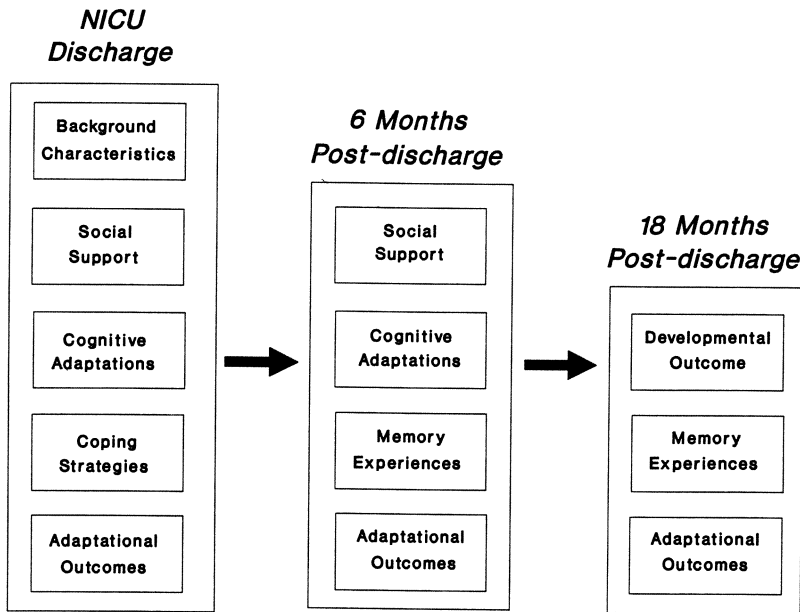 NICU
Discharge
Background
Characteristics
Social
Support
Cognitive
Adaptations
Coping
Strategies
Adaptational
Outcomes
6 Months
Post-discharge
Social
Support
Cognitive
Adaptations
Memory
Experiences
Adaptational
Outcomes
18 Months
Post-discharge
Developmental
Outcome
Memory
Experiences
Adaptational
Outcomes